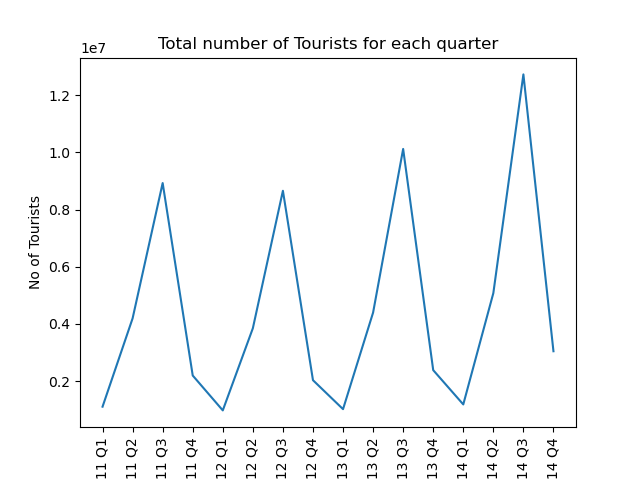 Total number of Tourists for each quarter
1e7
1.2
1.0
0.8
0.6
0.4
0.2
No of Tourists
11 Q1
11 Q2
11 Q3
11 Q4
12 Q1
12 Q2
12 Q3
12 Q4
13 Q1
13 Q2
13 Q3
13 Q4
14 Q1
14 Q2
14 Q3
14 Q4